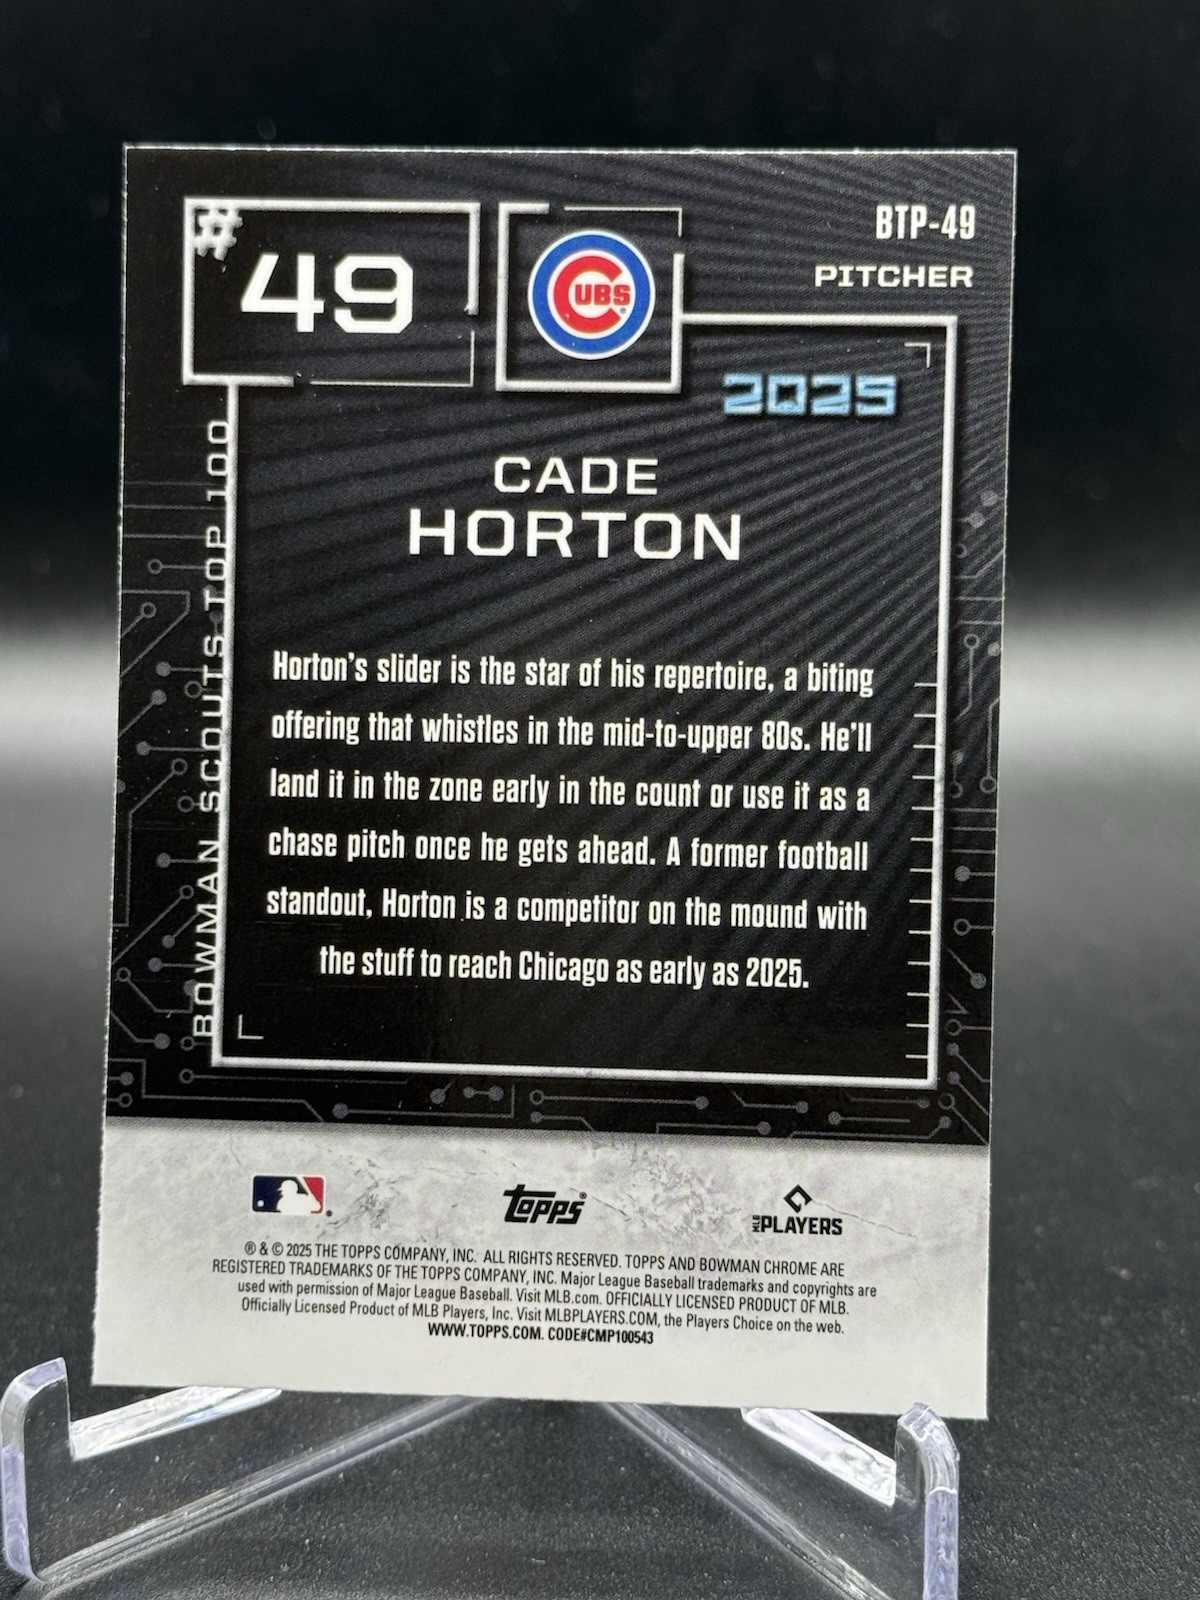 #49
CUBS
BTP-49
PITCHER
2025
CADE
HORTON
BOWMAN SCOUTS TOP 100
Horton's slider is the star of his repertoire, a biting
offering that whistles in the mid-to-upper 80s. He'll
land it in the zone early in the count or use it as a
chase pitch once he gets ahead. A former football
standout, Horton is a competitor on the mound with
the stuff to reach Chicago as early as 2025.
Topps®
MLB PLAYERS
® & © 2025 THE TOPPS COMPANY, INC. ALL RIGHTS RESERVED. TOPPS AND BOWMAN CHROME ARE
REGISTERED TRADEMARKS OF THE TOPPS COMPANY, INC. Major League Baseball trademarks and copyrights are
used with permission of Major League Baseball. Visit MLB.com. OFFICIALLY LICENSED PRODUCT OF MLB.
Officially Licensed Product of MLB Players, Inc. Visit MLBPLAYERS.COM, the Players Choice on the web.
WWW.TOPPS.COM. CODE#CMP100543